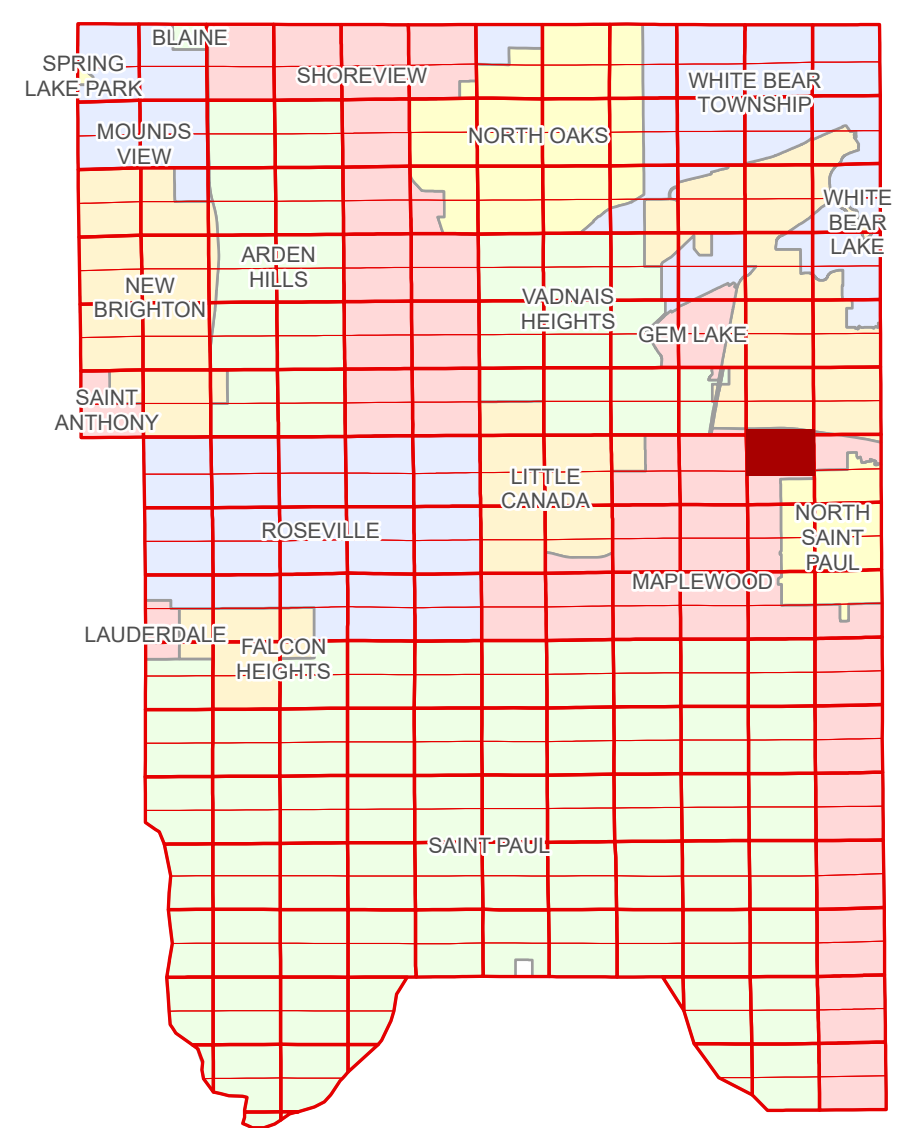 BLAINE
SPRING
LAKE PARK
SHOREVIEW
WHITE BEAR
TOWNSHIP
MOUNDS
VIEW
NORTH OAKS
WHITE
BEAR
LAKE
ARDEN
HILLS
NEW
BRIGHTON
VADNAIS
HEIGHTS
GEM LAKE
SAINT
ANTHONY
LITTLE
CANADA
ROSEVILLE
NORTH
SAINT
PAUL
MAPLEWOOD
LAUDERDALE
FALCON
HEIGHTS
SAINT PAUL